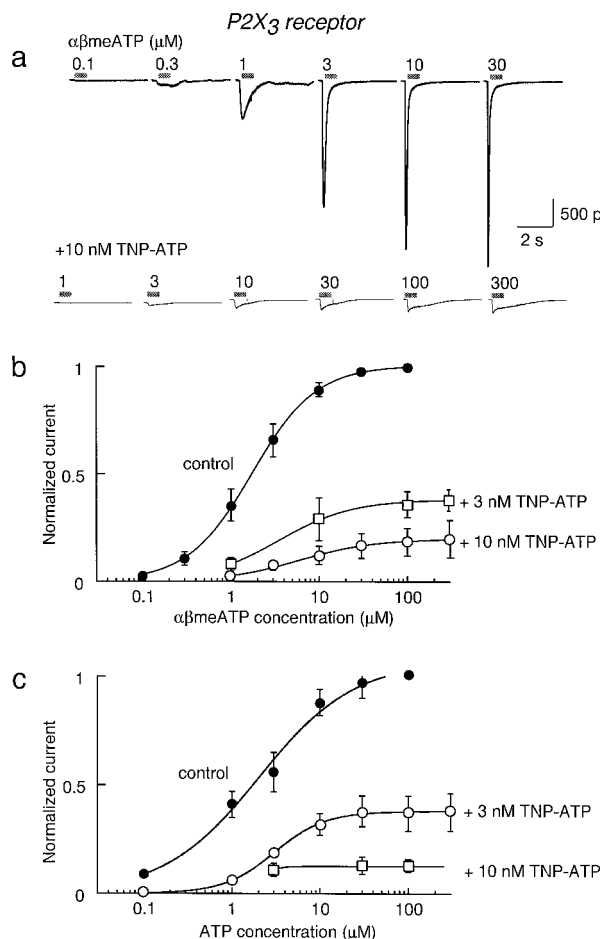 P2X3 receptor
a
αβmeATP (μM)
0.1 0.3 1 3 10 30
500 p
2 s
+10 nM TNP-ATP
1 3 10 30 100 300
b
1
0.5
0
Normalized current
control
+ 3 nM TNP-ATP
+ 10 nM TNP-ATP
0.1 1 10 100
αβmeATP concentration (μM)
c
1
0.5
0
Normalized current
control
+ 3 nM TNP-ATP
+ 10 nM TNP-ATP
0.1 1 10 100
ATP concentration (μM)